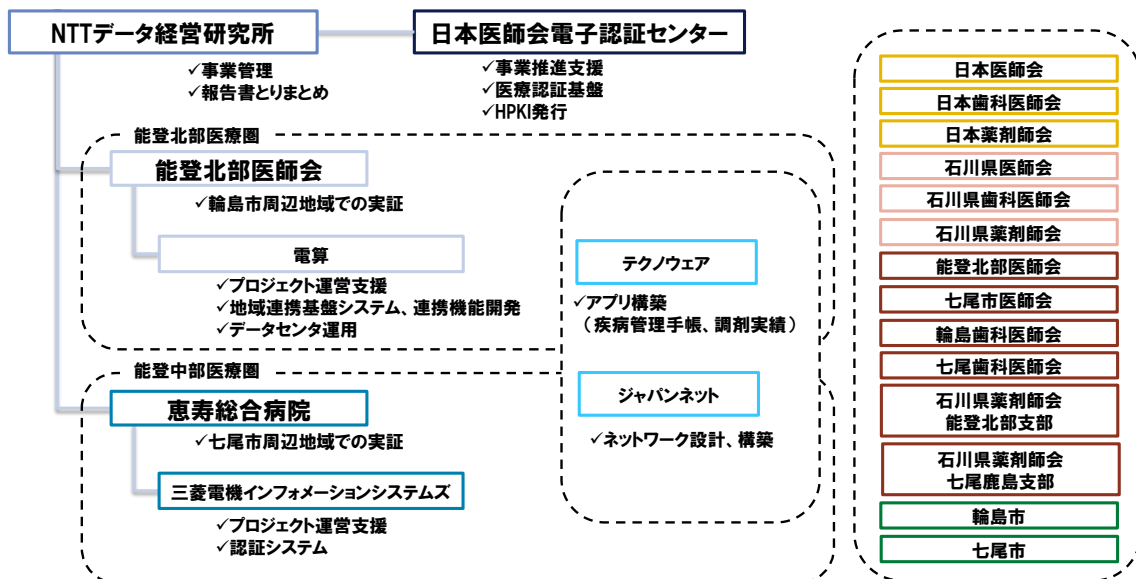 NTTデータ経営研究所
✓事業管理
✓報告書とりまとめ
日本医師会電子認証センター
✓事業推進支援
✓医療認証基盤
✓HPKI発行
能登北部医療圏
能登北部医師会
✓輪島市周辺地域での実証
電算
✓プロジェクト運営支援
✓地域連携基盤システム、連携機能開発
✓データセンタ運用
能登中部医療圏
恵寿総合病院
✓七尾市周辺地域での実証
三菱電機インフォメーションシステムズ
✓プロジェクト運営支援
✓認証システム
テクノウェア
✓アプリ構築
（疾病管理手帳、調剤実績）
ジャパンネット
✓ネットワーク設計、構築
日本医師会
日本歯科医師会
日本薬剤師会
石川県医師会
石川県歯科医師会
石川県薬剤師会
能登北部医師会
七尾市医師会
輪島歯科医師会
七尾歯科医師会
石川県薬剤師会
能登北部支部
石川県薬剤師会
七尾鹿島支部
輪島市
七尾市